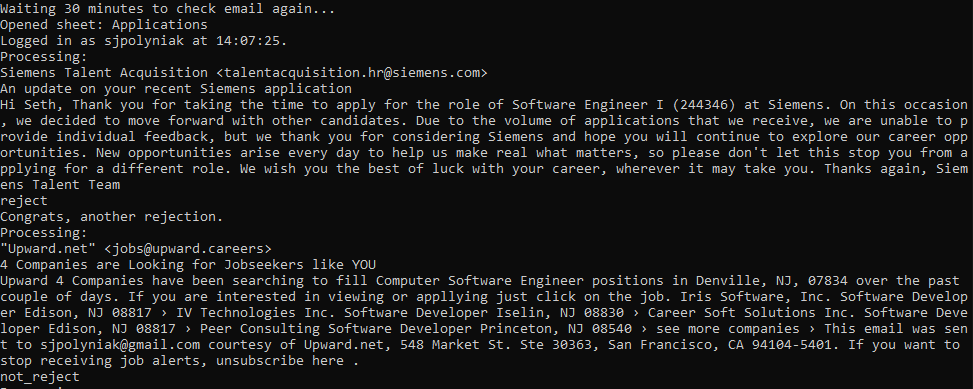 Waiting 30 minutes to check email again...
Opened sheet: Applications
Logged in as sjpolyniak at 14:07:25.
Processing:
Siemens Talent Acquisition <talentacquisition.hr@siemens.com>
An update on your recent Siemens application
Hi Seth, Thank you for taking the time to apply for the role of Software Engineer I (244346) at Siemens. On this occasion
, we decided to move forward with other candidates. Due to the volume of applications that we receive, we are unable to p
rovide individual feedback, but we thank you for considering Siemens and hope you will continue to explore our career opp
ortunities. New opportunities arise every day to help us make real what matters, so please don't let this stop you from a
pplying for a different role. We wish you the best of luck with your career, wherever it may take you. Thanks again, Siem
ens Talent Team
reject
Congrats, another rejection.
Processing:
"Upward.net" <jobs@upward.careers>
4 Companies are Looking for Jobseekers like YOU
Upward 4 Companies have been searching to fill Computer Software Engineer positions in Denville, NJ, 07834 over the past
couple of days. If you are interested in viewing or appllying just click on the job. Iris Software, Inc. Software Develop
er Edison, NJ 08817 › IV Technologies Inc. Software Developer Iselin, NJ 08830 › Career Soft Solutions Inc. Software Deve
loper Edison, NJ 08817 › Peer Consulting Software Developer Princeton, NJ 08540 › see more companies › This email was sen
t to sjpolyniak@gmail.com courtesy of Upward.net, 548 Market St. Ste 30363, San Francisco, CA 94104-5401. If you want to
stop receiving job alerts, unsubscribe here .
not_reject